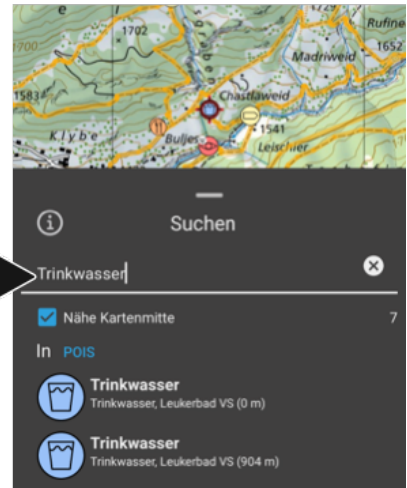 e l
1702
1729
Rufine
1700
Madriweid
1652
1583
Chastlaweid
Klybe
1541
Buljes
Leischier
Suchen
Trinkwasser
Nähe Kartenmitte 7
In POIS
Trinkwasser
Trinkwasser, Leukerbad VS (0 m)
Trinkwasser
Trinkwasser, Leukerbad VS (904 m)